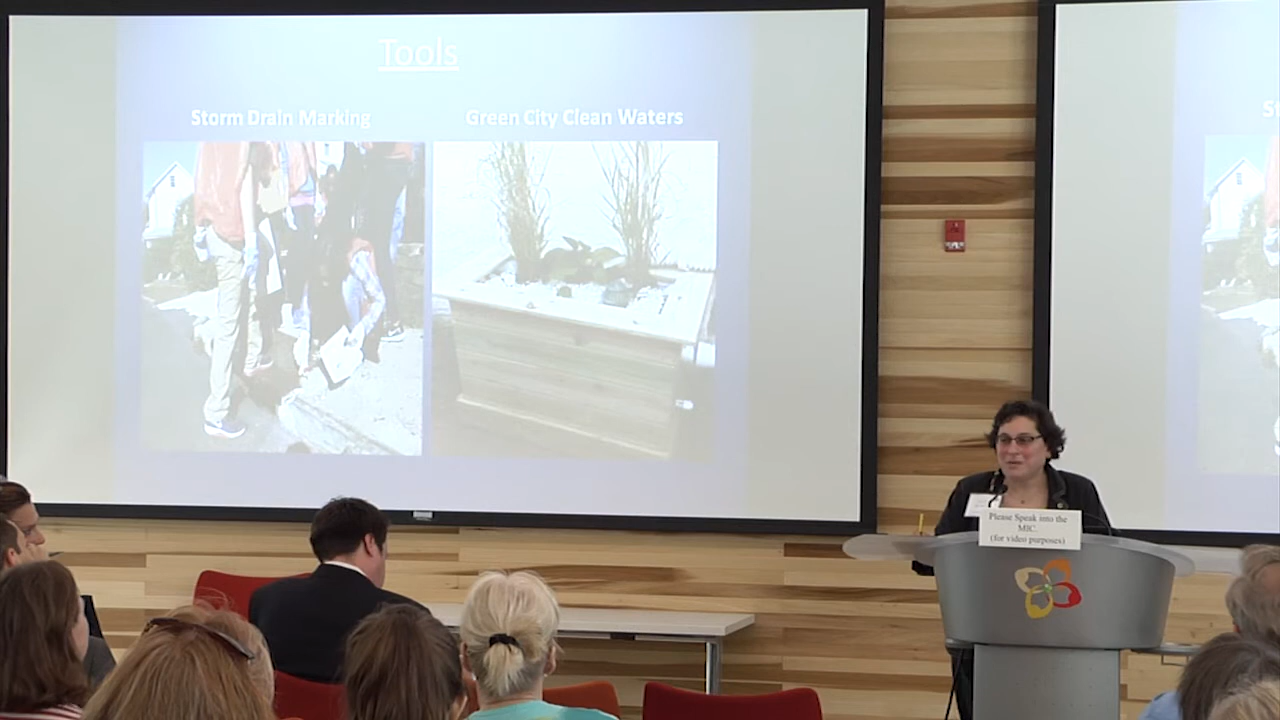 Tools
Storm Drain Marking
Green City Clean Waters
S
Please Speak into the
MIC.
(for video purposes)